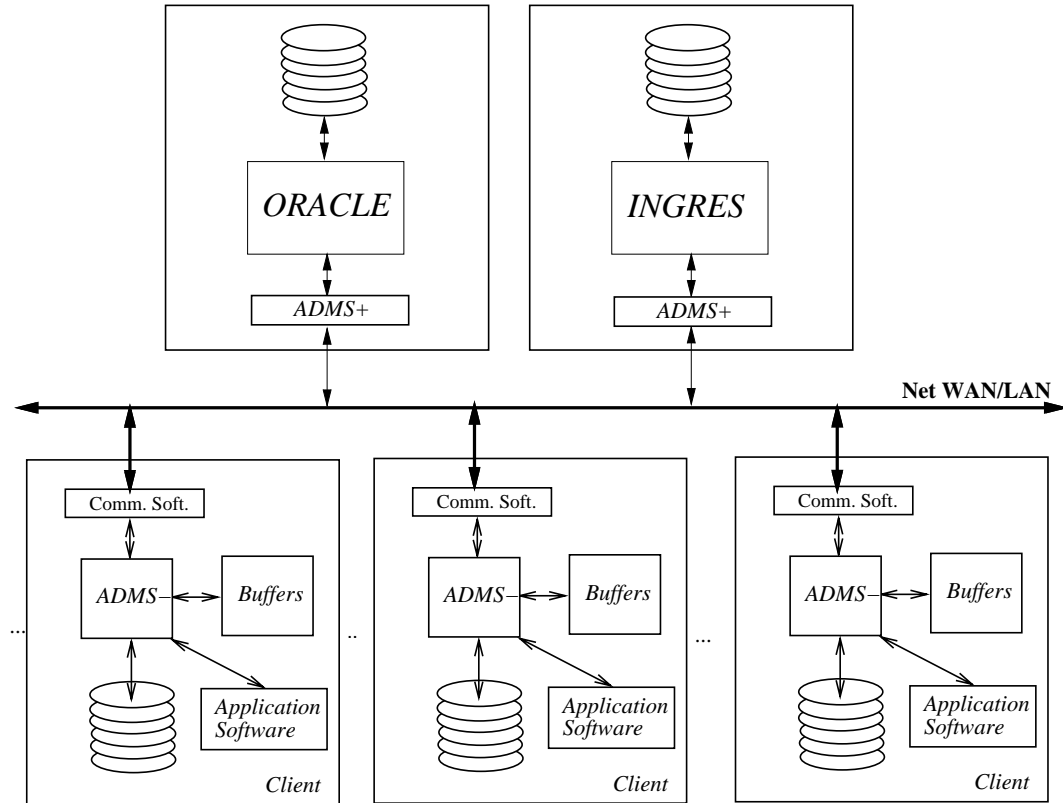 ORACLE
INGRES
ADMS+
ADMS+
Net WAN/LAN
Comm. Soft.
Comm. Soft.
Comm. Soft.
ADMS–
Buffers
ADMS–
Buffers
ADMS–
Buffers
...
..
...
Application
Software
Application
Software
Application
Software
Client
Client
Client